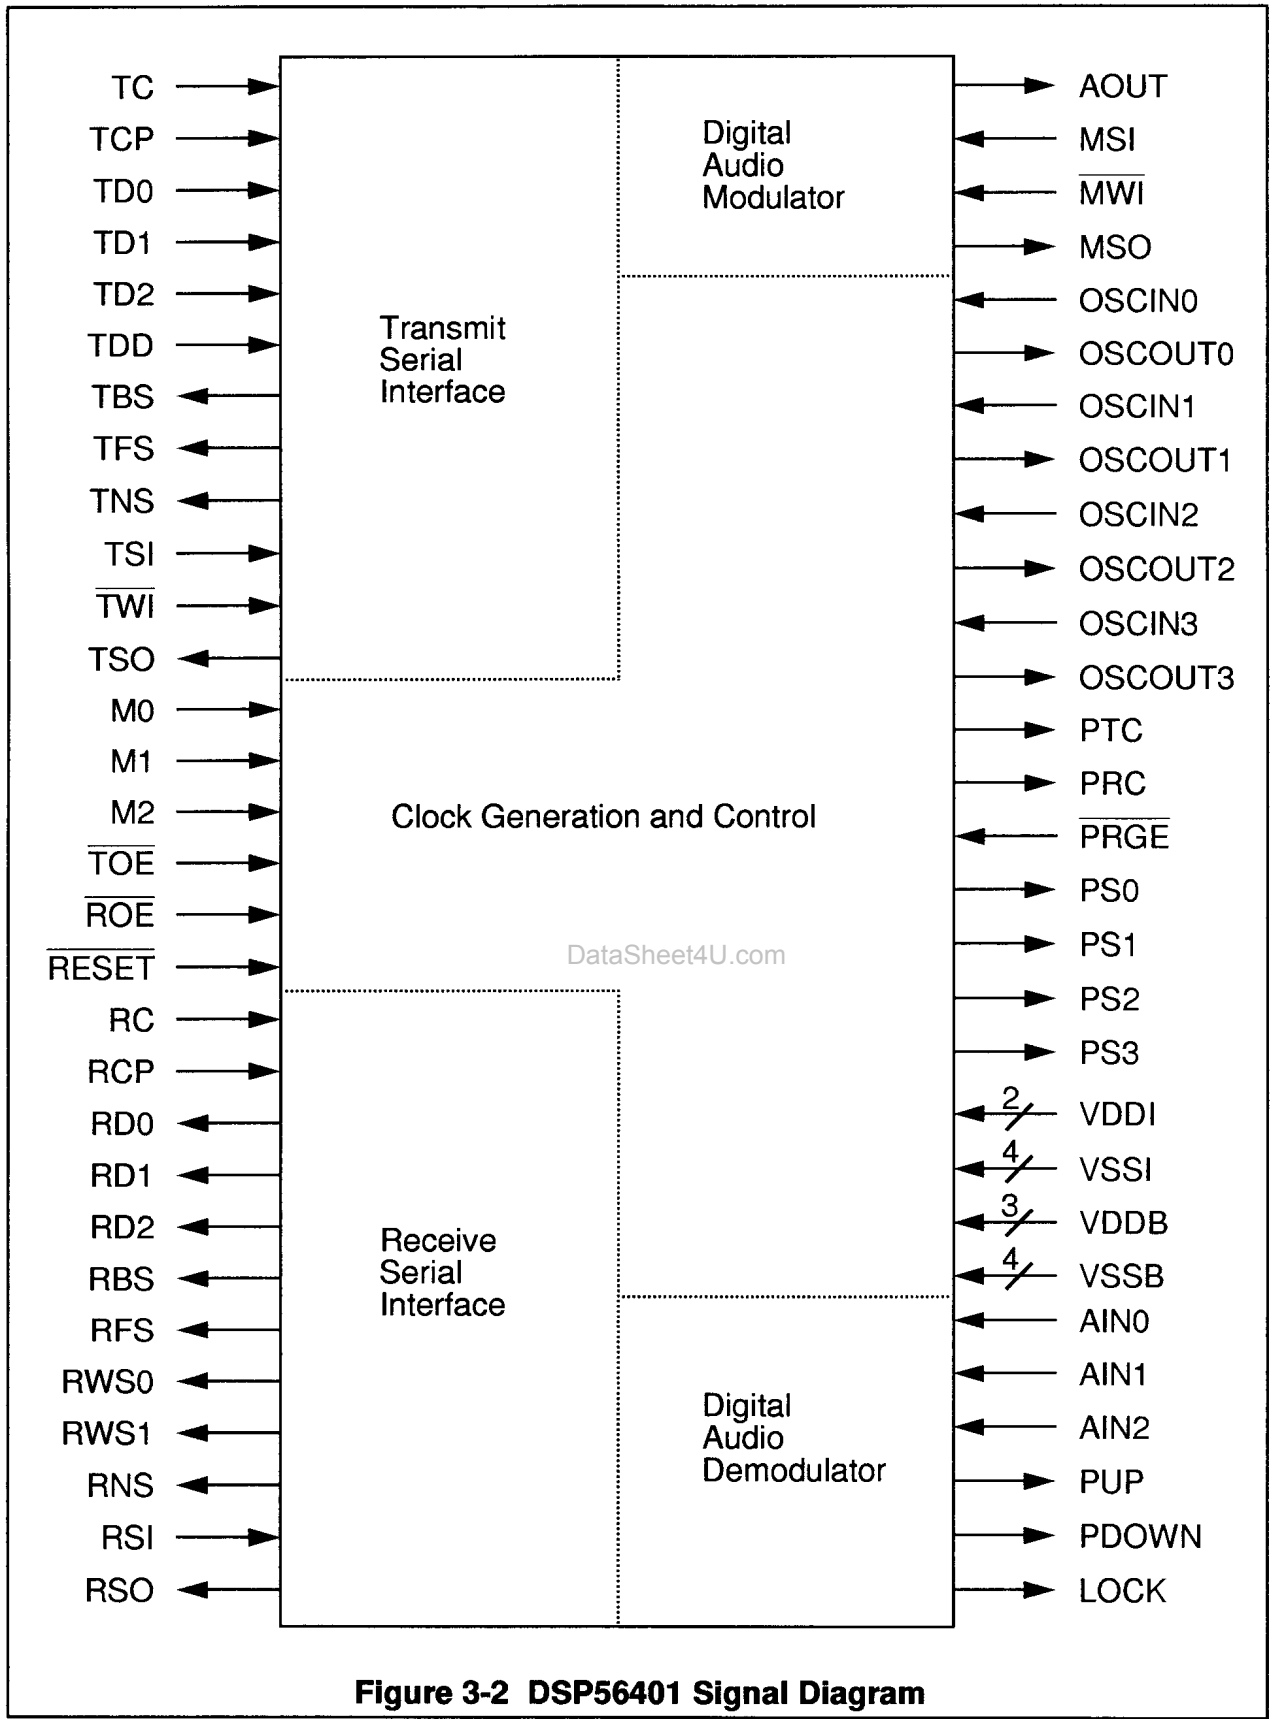 TC
TCP
TD0
TD1
TD2
TDD
TBS
TFS
TNS
TSI
TWI
TSO
M0
M1
M2
TOE
ROE
RESET
RC
RCP
RD0
RD1
RD2
RBS
RFS
RWS0
RWS1
RNS
RSI
RSO
Transmit
Serial
Interface
Digital
Audio
Modulator
Clock Generation and Control
DataSheet4U.com
Receive
Serial
Interface
Digital
Audio
Demodulator
AOUT
MSI
MWI
MSO
OSCIN0
OSCOUT0
OSCIN1
OSCOUT1
OSCIN2
OSCOUT2
OSCIN3
OSCOUT3
PTC
PRC
PRGE
PS0
PS1
PS2
PS3
2 VDDI
4 VSSI
3 VDDB
4 VSSB
AIN0
AIN1
AIN2
PUP
PDOWN
LOCK
Figure 3-2 DSP56401 Signal Diagram